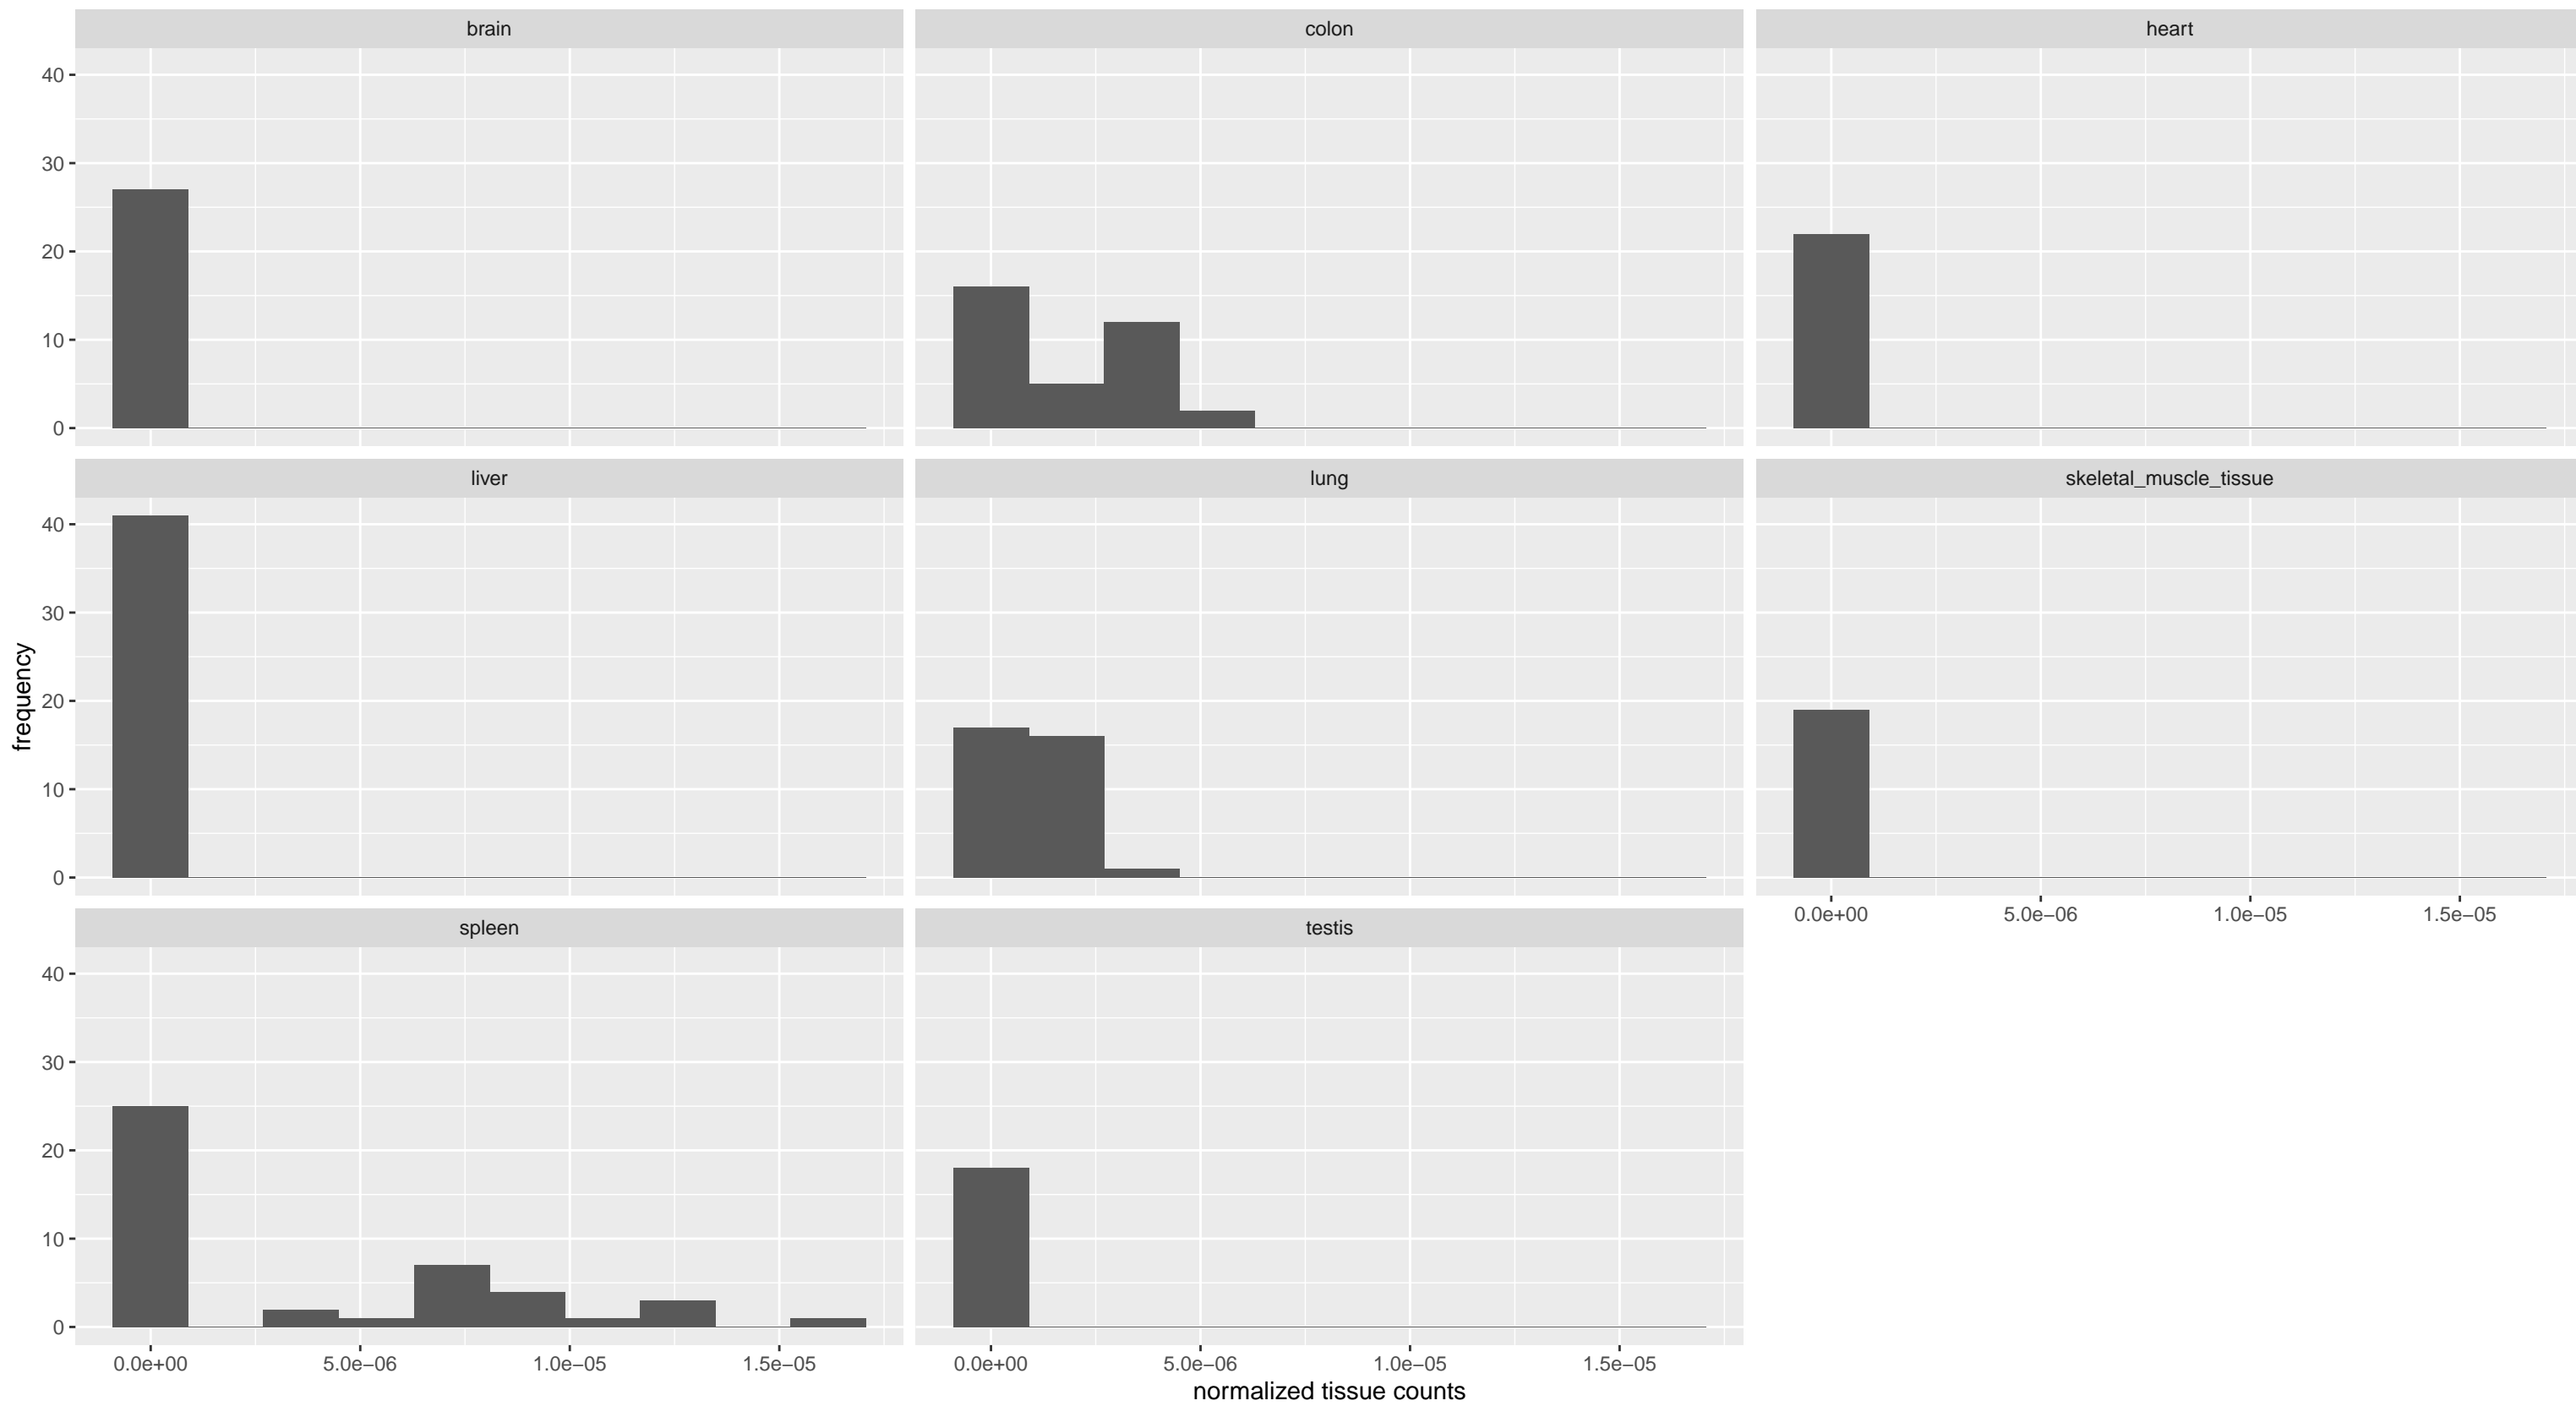 brain
colon
heart
40
30
20
10
0
liver
lung
skeletal_muscle_tissue
40
30
20
10
0
frequency
0.0e+00 5.0e−06 1.0e−05 1.5e−05
spleen
testis
40
30
20
10
0
0.0e+00 5.0e−06 1.0e−05 1.5e−05
0.0e+00 5.0e−06 1.0e−05 1.5e−05
normalized tissue counts